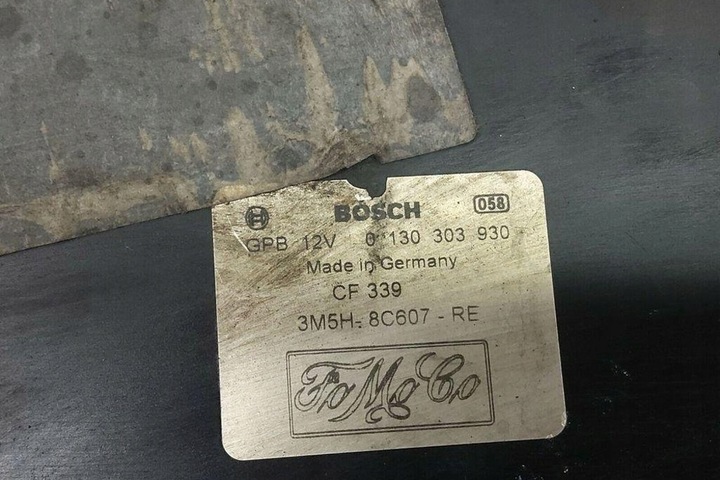 BOSCH 058
GPB 12V 0 130 303 930
Made in Germany
CF 339
3M5H- 8C607 - RE
FoMoCo